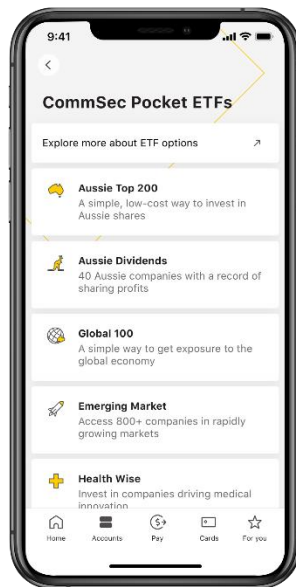 9:41
CommSec Pocket ETFs
Explore more about ETF options
Aussie Top 200
A simple, low-cost way to invest in
Aussie shares
Aussie Dividends
40 Aussie companies with a record of
sharing profits
Global 100
A simple way to get exposure to the
global economy
Emerging Market
Access 800+ companies in rapidly
growing markets
Health Wise
Invest in companies driving medical
innovation
Home Accounts Pay Cards For you